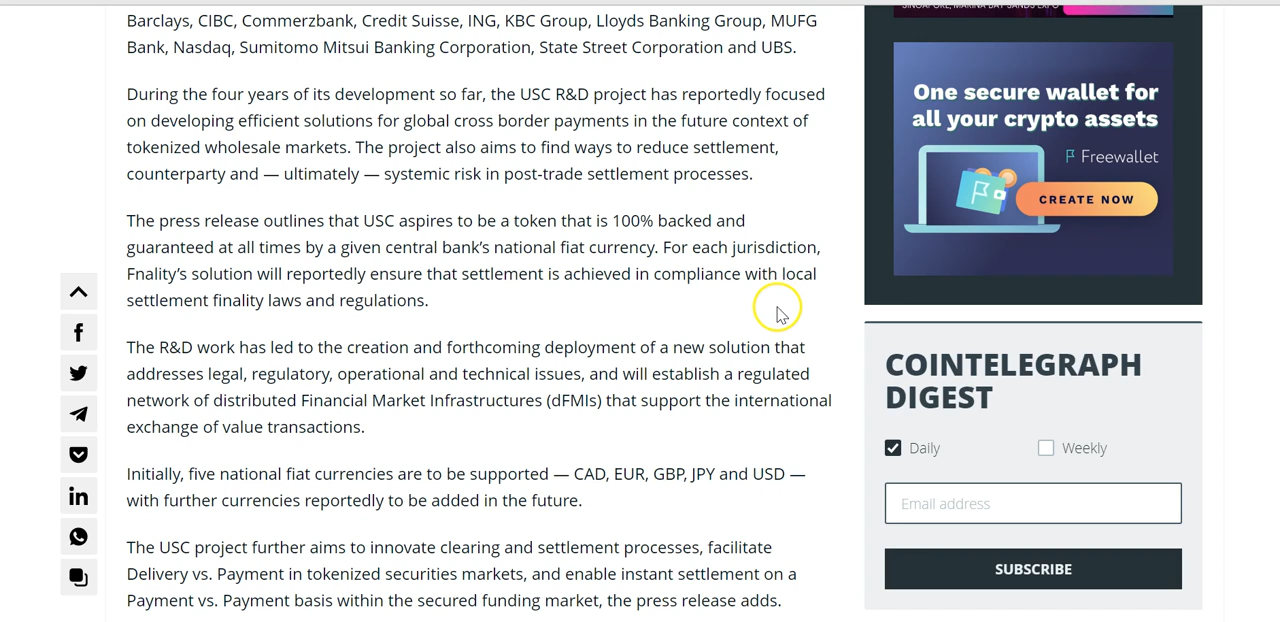 Barclays, CIBC, Commerzbank, Credit Suisse, ING, KBC Group, Lloyds Banking Group, MUFG
Bank, Nasdaq, Sumitomo Mitsui Banking Corporation, State Street Corporation and UBS.
During the four years of its development so far, the USC R&D project has reportedly focused
on developing efficient solutions for global cross border payments in the future context of
tokenized wholesale markets. The project also aims to find ways to reduce settlement,
counterparty and — ultimately — systemic risk in post-trade settlement processes.
The press release outlines that USC aspires to be a token that is 100% backed and
guaranteed at all times by a given central bank’s national fiat currency. For each jurisdiction,
Fnality’s solution will reportedly ensure that settlement is achieved in compliance with local
settlement finality laws and regulations.
The R&D work has led to the creation and forthcoming deployment of a new solution that
addresses legal, regulatory, operational and technical issues, and will establish a regulated
network of distributed Financial Market Infrastructures (dFMIs) that support the international
exchange of value transactions.
Initially, five national fiat currencies are to be supported — CAD, EUR, GBP, JPY and USD —
with further currencies reportedly to be added in the future.
The USC project further aims to innovate clearing and settlement processes, facilitate
Delivery vs. Payment in tokenized securities markets, and enable instant settlement on a
Payment vs. Payment basis within the secured funding market, the press release adds.
SINGAPORE, MARINA BAY SANDS EXPO
One secure wallet for
all your crypto assets
Freewallet
CREATE NOW
COINTELEGRAPH
DIGEST
Daily
Weekly
Email address
SUBSCRIBE